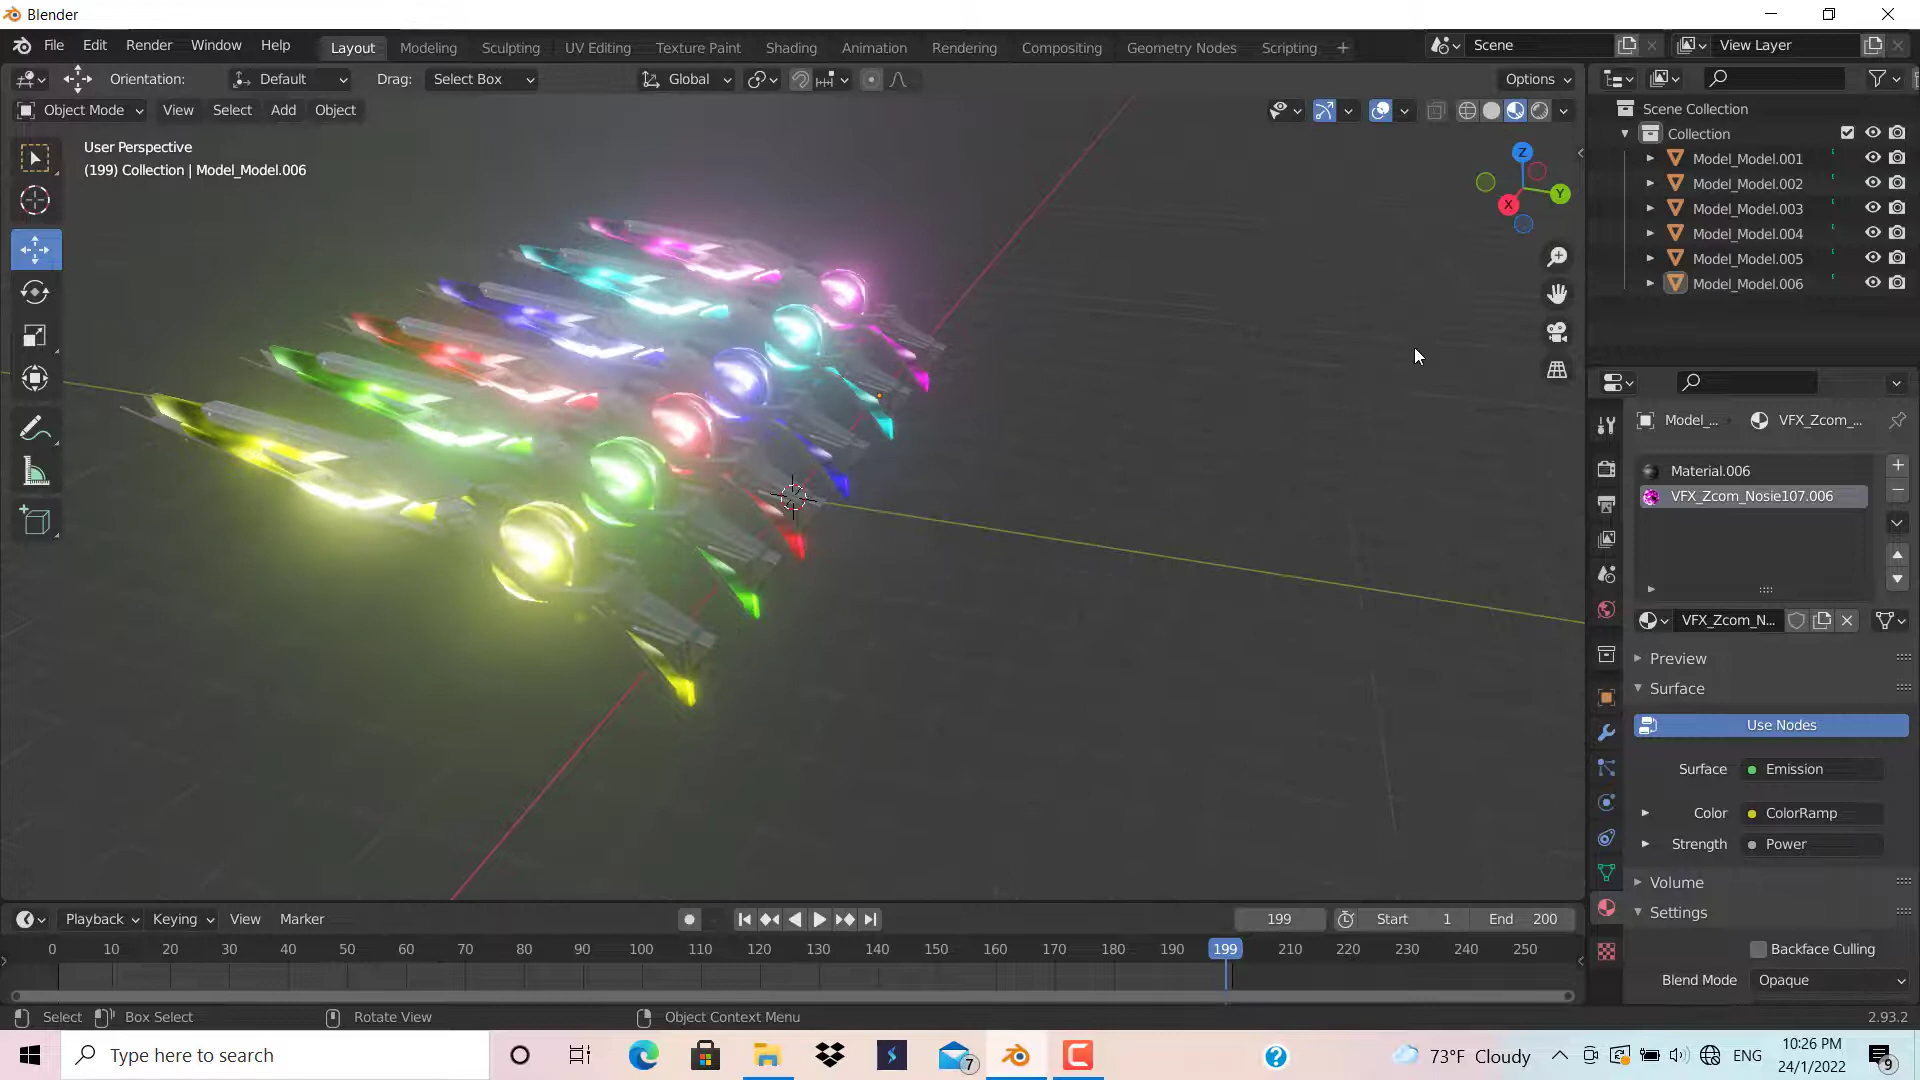 Blender
File Edit Render Window Help
Layout Modeling Sculpting UV Editing Texture Paint Shading Animation Rendering Compositing Geometry Nodes Scripting +
Scene
View Layer
Orientation: Default Drag: Select Box Global Options
Object Mode View Select Add Object
User Perspective
(199) Collection | Model_Model.006
Z
Y
X
Scene Collection
Collection
Model_Model.001
Model_Model.002
Model_Model.003
Model_Model.004
Model_Model.005
Model_Model.006
Model_... VFX_Zcom_...
Material.006
VFX_Zcom_Nosie107.006
VFX_Zcom_N...
Preview
Surface
Use Nodes
Surface Emission
Color ColorRamp
Strength Power
Volume
Settings
Backface Culling
Blend Mode Opaque
Playback Keying View Marker
199 Start 1 End 200
0 10 20 30 40 50 60 70 80 90 100 110 120 130 140 150 160 170 180 190 199 210 220 230 240 250
Select Box Select Rotate View Object Context Menu 2.93.2
Type here to search
7
73°F Cloudy
ENG
10:26 PM
24/1/2022
9